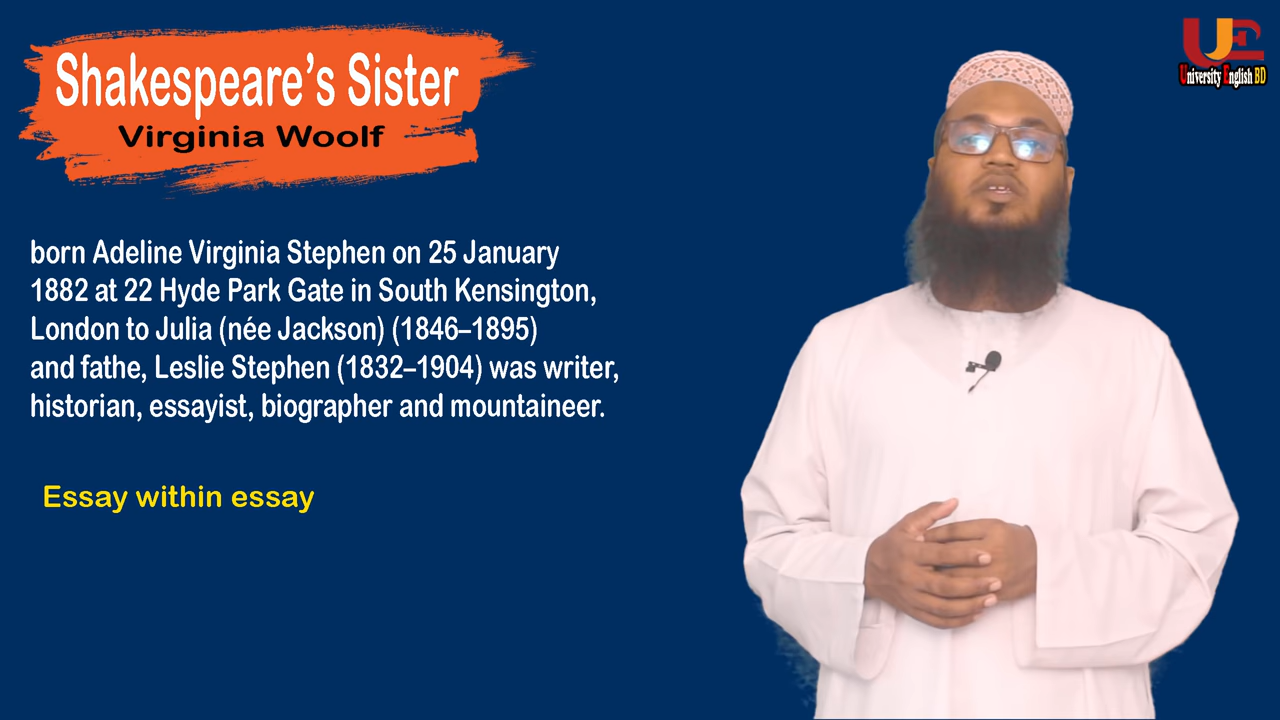 Shakespeare’s Sister
Virginia Woolf
UE
University English BD
born Adeline Virginia Stephen on 25 January
1882 at 22 Hyde Park Gate in South Kensington,
London to Julia (née Jackson) (1846–1895)
and fathe, Leslie Stephen (1832–1904) was writer,
historian, essayist, biographer and mountaineer.
Essay within essay